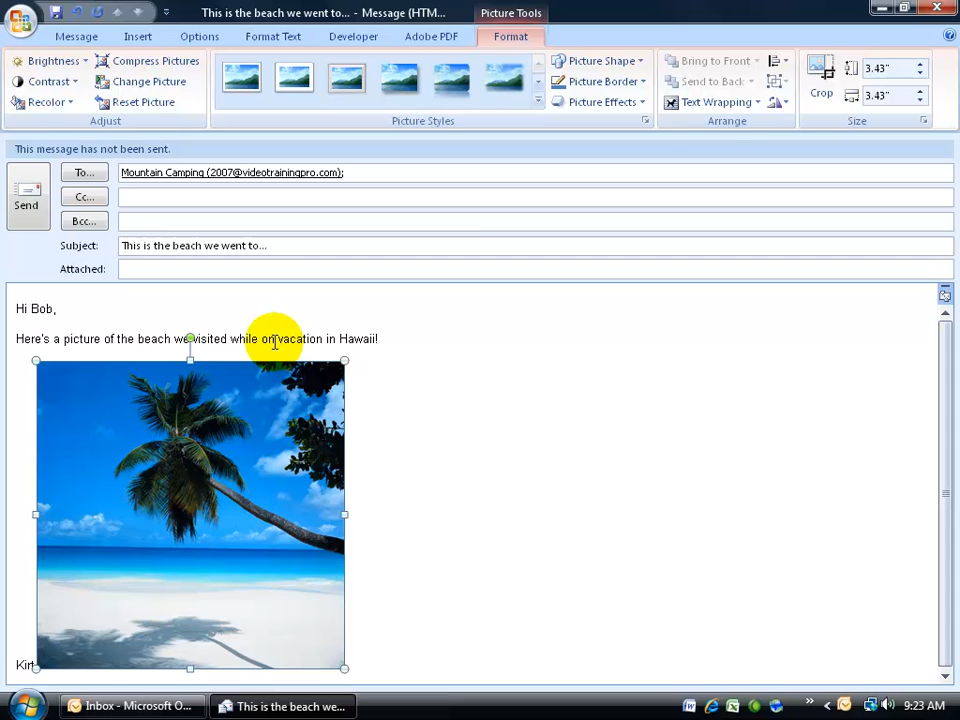 This is the beach we went to... - Message (HTM...
Picture Tools
Message
Insert
Options
Format Text
Developer
Adobe PDF
Format
Brightness
Compress Pictures
Contrast
Change Picture
Recolor
Reset Picture
Adjust
Picture Styles
Picture Shape
Picture Border
Picture Effects
Bring to Front
Send to Back
Text Wrapping
Arrange
Crop
3.43"
3.43"
Size
This message has not been sent.
Send
To...
Mountain Camping (2007@videotrainingpro.com);
Cc...
Bcc...
Subject:
This is the beach we went to...
Attached:
Hi Bob,
Here's a picture of the beach we visited while on vacation in Hawaii!
Kirt
Inbox - Microsoft O...
This is the beach we...
9:23 AM